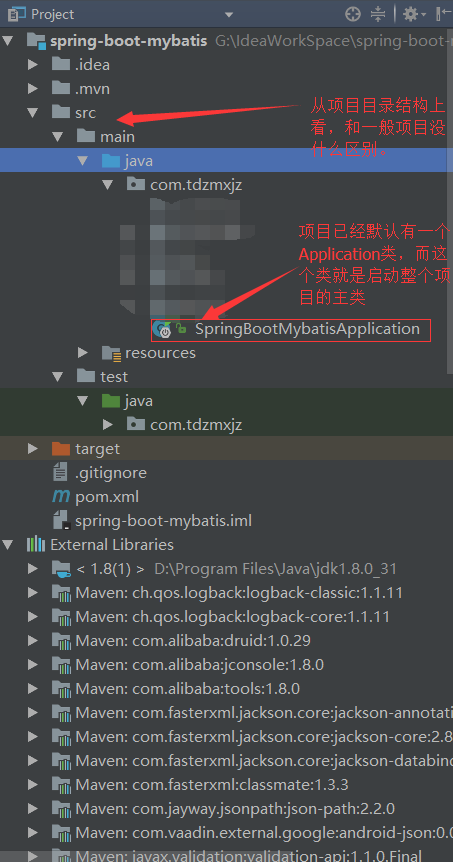 Project
spring-boot-mybatis G:\IdeaWorkSpace\spring-boot-
.idea
.mvn
src
从项目目录结构上
看，和一般项目没
什么区别。
main
java
com.tdzmxjz
项目已经默认有一个
Application类，而这
个类就是启动整个项
目的主类
SpringBootMybatisApplication
resources
test
java
com.tdzmxjz
target
.gitignore
pom.xml
spring-boot-mybatis.iml
External Libraries
< 1.8(1) > D:\Program Files\Java\jdk1.8.0_31
Maven: ch.qos.logback:logback-classic:1.1.11
Maven: ch.qos.logback:logback-core:1.1.11
Maven: com.alibaba:druid:1.0.29
Maven: com.alibaba:jconsole:1.8.0
Maven: com.alibaba:tools:1.8.0
Maven: com.fasterxml.jackson.core:jackson-annotati
Maven: com.fasterxml.jackson.core:jackson-core:2.8
Maven: com.fasterxml.jackson.core:jackson-databind
Maven: com.fasterxml:classmate:1.3.3
Maven: com.jayway.jsonpath:json-path:2.2.0
Maven: com.vaadin.external.google:android-json:0.0
Maven: javax.validation:validation-api:1.1.0.Final